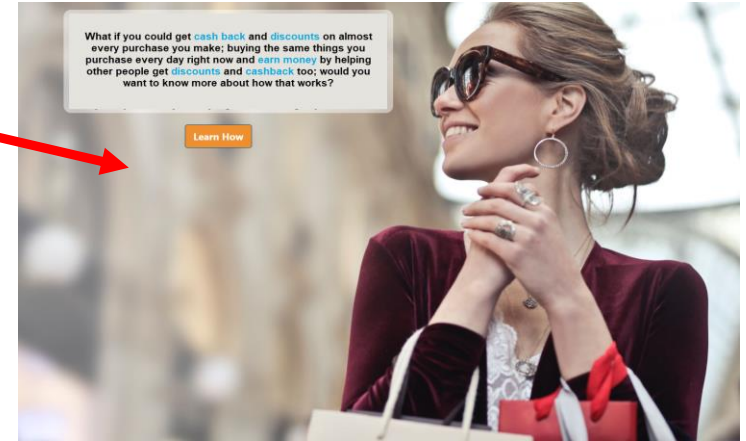 What if you could get cash back and discounts on almost
every purchase you make; buying the same things you
purchase every day right now and earn money by helping
other people get discounts and cashback too; would you
want to know more about how that works?
Learn How